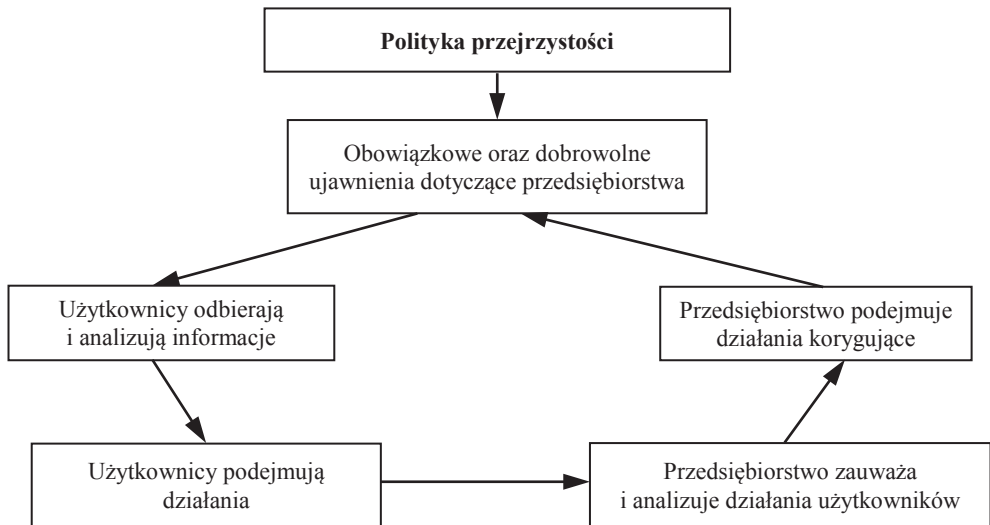 Polityka przejrzystości
Obowiązkowe oraz dobrowolne
ujawnienia dotyczące przedsiębiorstwa
Użytkownicy odbierają
i analizują informacje
Przedsiębiorstwo podejmuje
działania korygujące
Użytkownicy podejmują
działania
Przedsiębiorstwo zauważa
i analizuje działania użytkowników